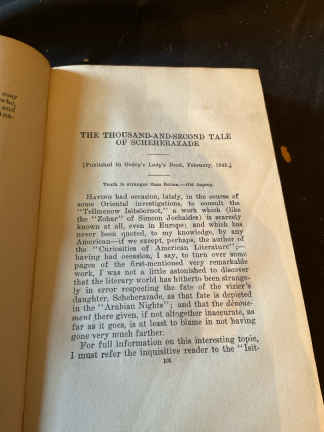 easy
and
THE THOUSAND-AND-SECOND TALE
OF SCHEHERAZADE
[Published in Godey's Lady's Book, February, 1845.]
Truth is stranger than fiction.—Old Saying.
HAVING had occasion, lately, in the course of
some Oriental investigations, to consult the
"Tellmenow Isitsöornot," a work which (like
the "Zohar" of Simeon Jochaides) is scarcely
known at all, even in Europe; and which has
never been quoted, to my knowledge, by any
American—if we except, perhaps, the author of
the "Curiosities of American Literature";—
having had occasion, I say, to turn over some
pages of the first-mentioned very remarkable
work, I was not a little astonished to discover
that the literary world has hitherto been strange-
ly in error respecting the fate of the vizier's
daughter, Scheherazade, as that fate is depicted
in the "Arabian Nights"; and that the dénoue-
ment there given, if not altogether inaccurate, as
far as it goes, is at least to blame in not having
gone very much farther.
For full information on this interesting topic,
I must refer the inquisitive reader to the "Isit-
101